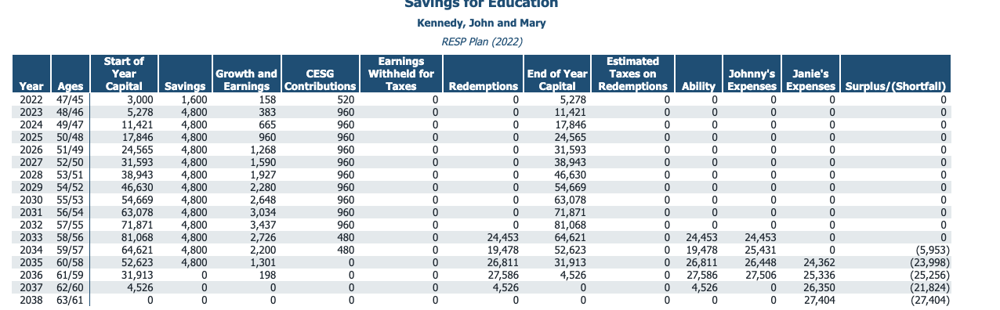 Savings for Education
Kennedy, John and Mary
RESP Plan (2022)
Year Ages Start of Year Capital Savings Growth and Earnings CESG Contributions Earnings Withheld for Taxes Redemptions End of Year Capital Estimated Taxes on Redemptions Ability Johnny's Expenses Janie's Expenses Surplus/(Shortfall)
2022 47/45 3,000 1,600 158 520 0 0 5,278 0 0 0 0 0
2023 48/46 5,278 4,800 383 960 0 0 11,421 0 0 0 0 0
2024 49/47 11,421 4,800 665 960 0 0 17,846 0 0 0 0 0
2025 50/48 17,846 4,800 960 960 0 0 24,565 0 0 0 0 0
2026 51/49 24,565 4,800 1,268 960 0 0 31,593 0 0 0 0 0
2027 52/50 31,593 4,800 1,590 960 0 0 38,943 0 0 0 0 0
2028 53/51 38,943 4,800 1,927 960 0 0 46,630 0 0 0 0 0
2029 54/52 46,630 4,800 2,280 960 0 0 54,669 0 0 0 0 0
2030 55/53 54,669 4,800 2,648 960 0 0 63,078 0 0 0 0 0
2031 56/54 63,078 4,800 3,034 960 0 0 71,871 0 0 0 0 0
2032 57/55 71,871 4,800 3,437 960 0 0 81,068 0 0 0 0 0
2033 58/56 81,068 4,800 2,726 480 0 24,453 64,621 0 24,453 24,453 0 0
2034 59/57 64,621 4,800 2,200 480 0 19,478 52,623 0 19,478 25,431 0 (5,953)
2035 60/58 52,623 4,800 1,301 0 0 26,811 31,913 0 26,811 26,448 24,362 (23,998)
2036 61/59 31,913 0 198 0 0 27,586 4,526 0 27,586 27,506 25,336 (25,256)
2037 62/60 4,526 0 0 0 0 4,526 0 0 4,526 0 26,350 (21,824)
2038 63/61 0 0 0 0 0 0 0 0 0 0 27,404 (27,404)